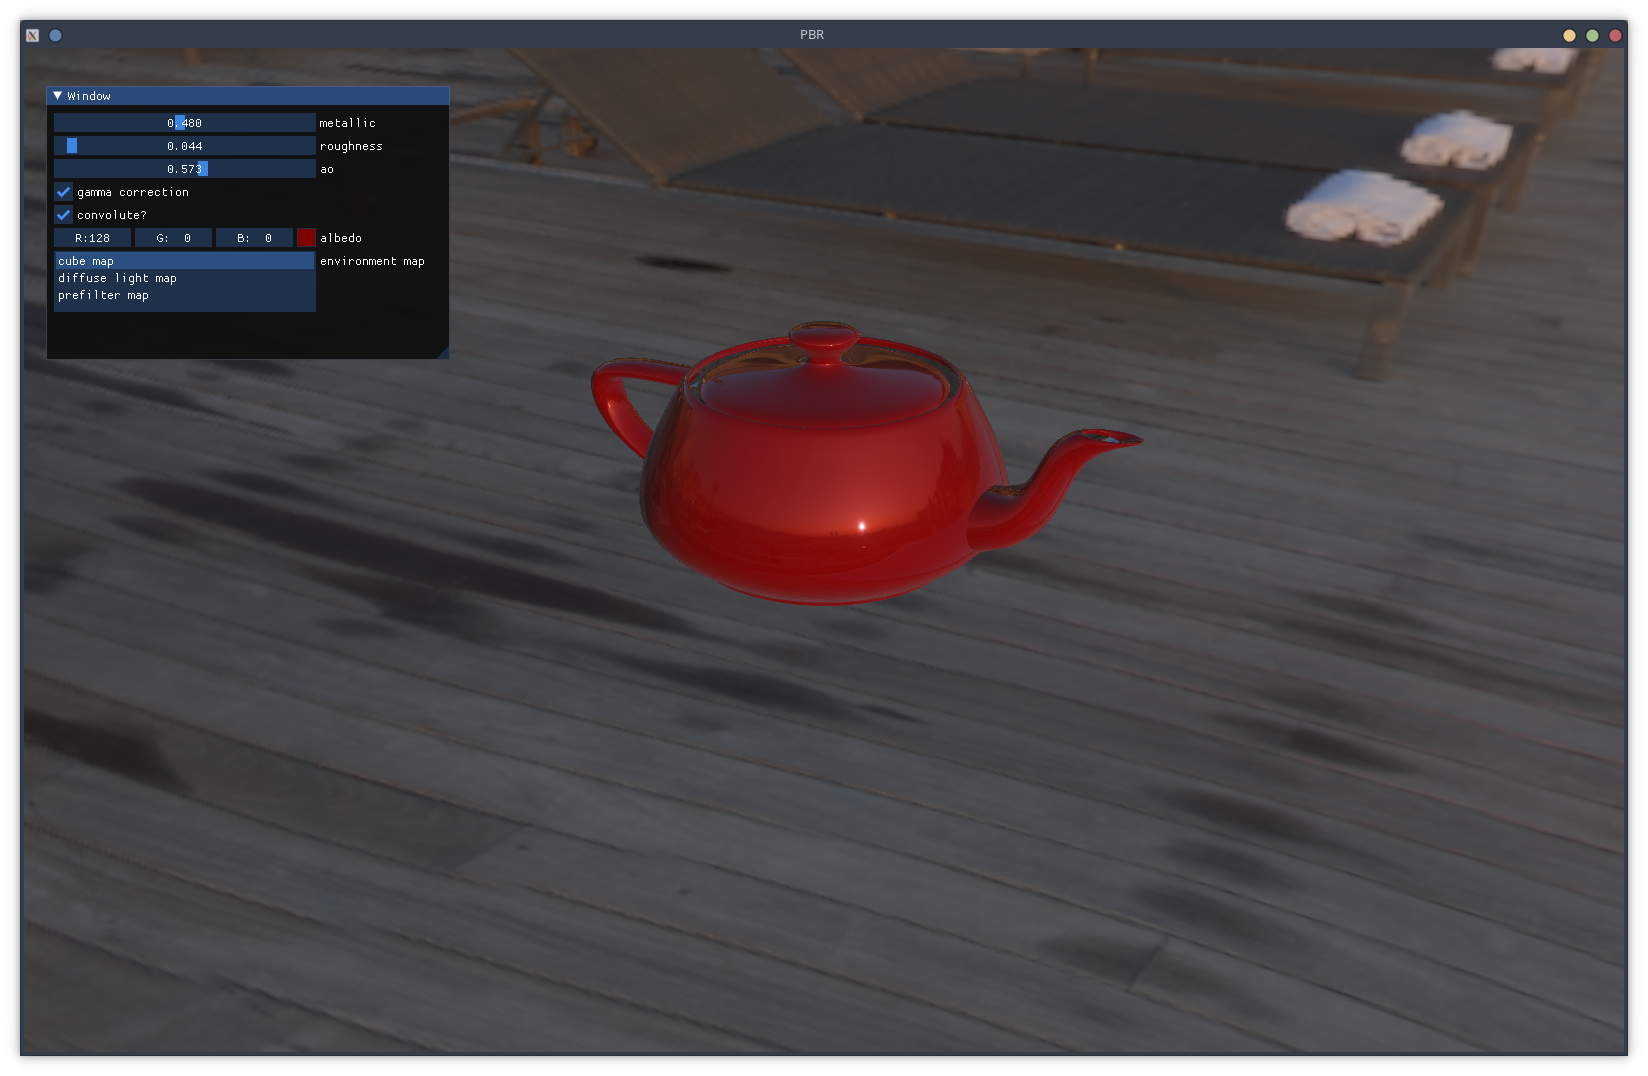 PBR
Window
0.480 metallic
0.044 roughness
0.573 ao
gamma correction
convolute?
R:128 G: 0 B: 0 albedo
cube map environment map
diffuse light map
prefilter map